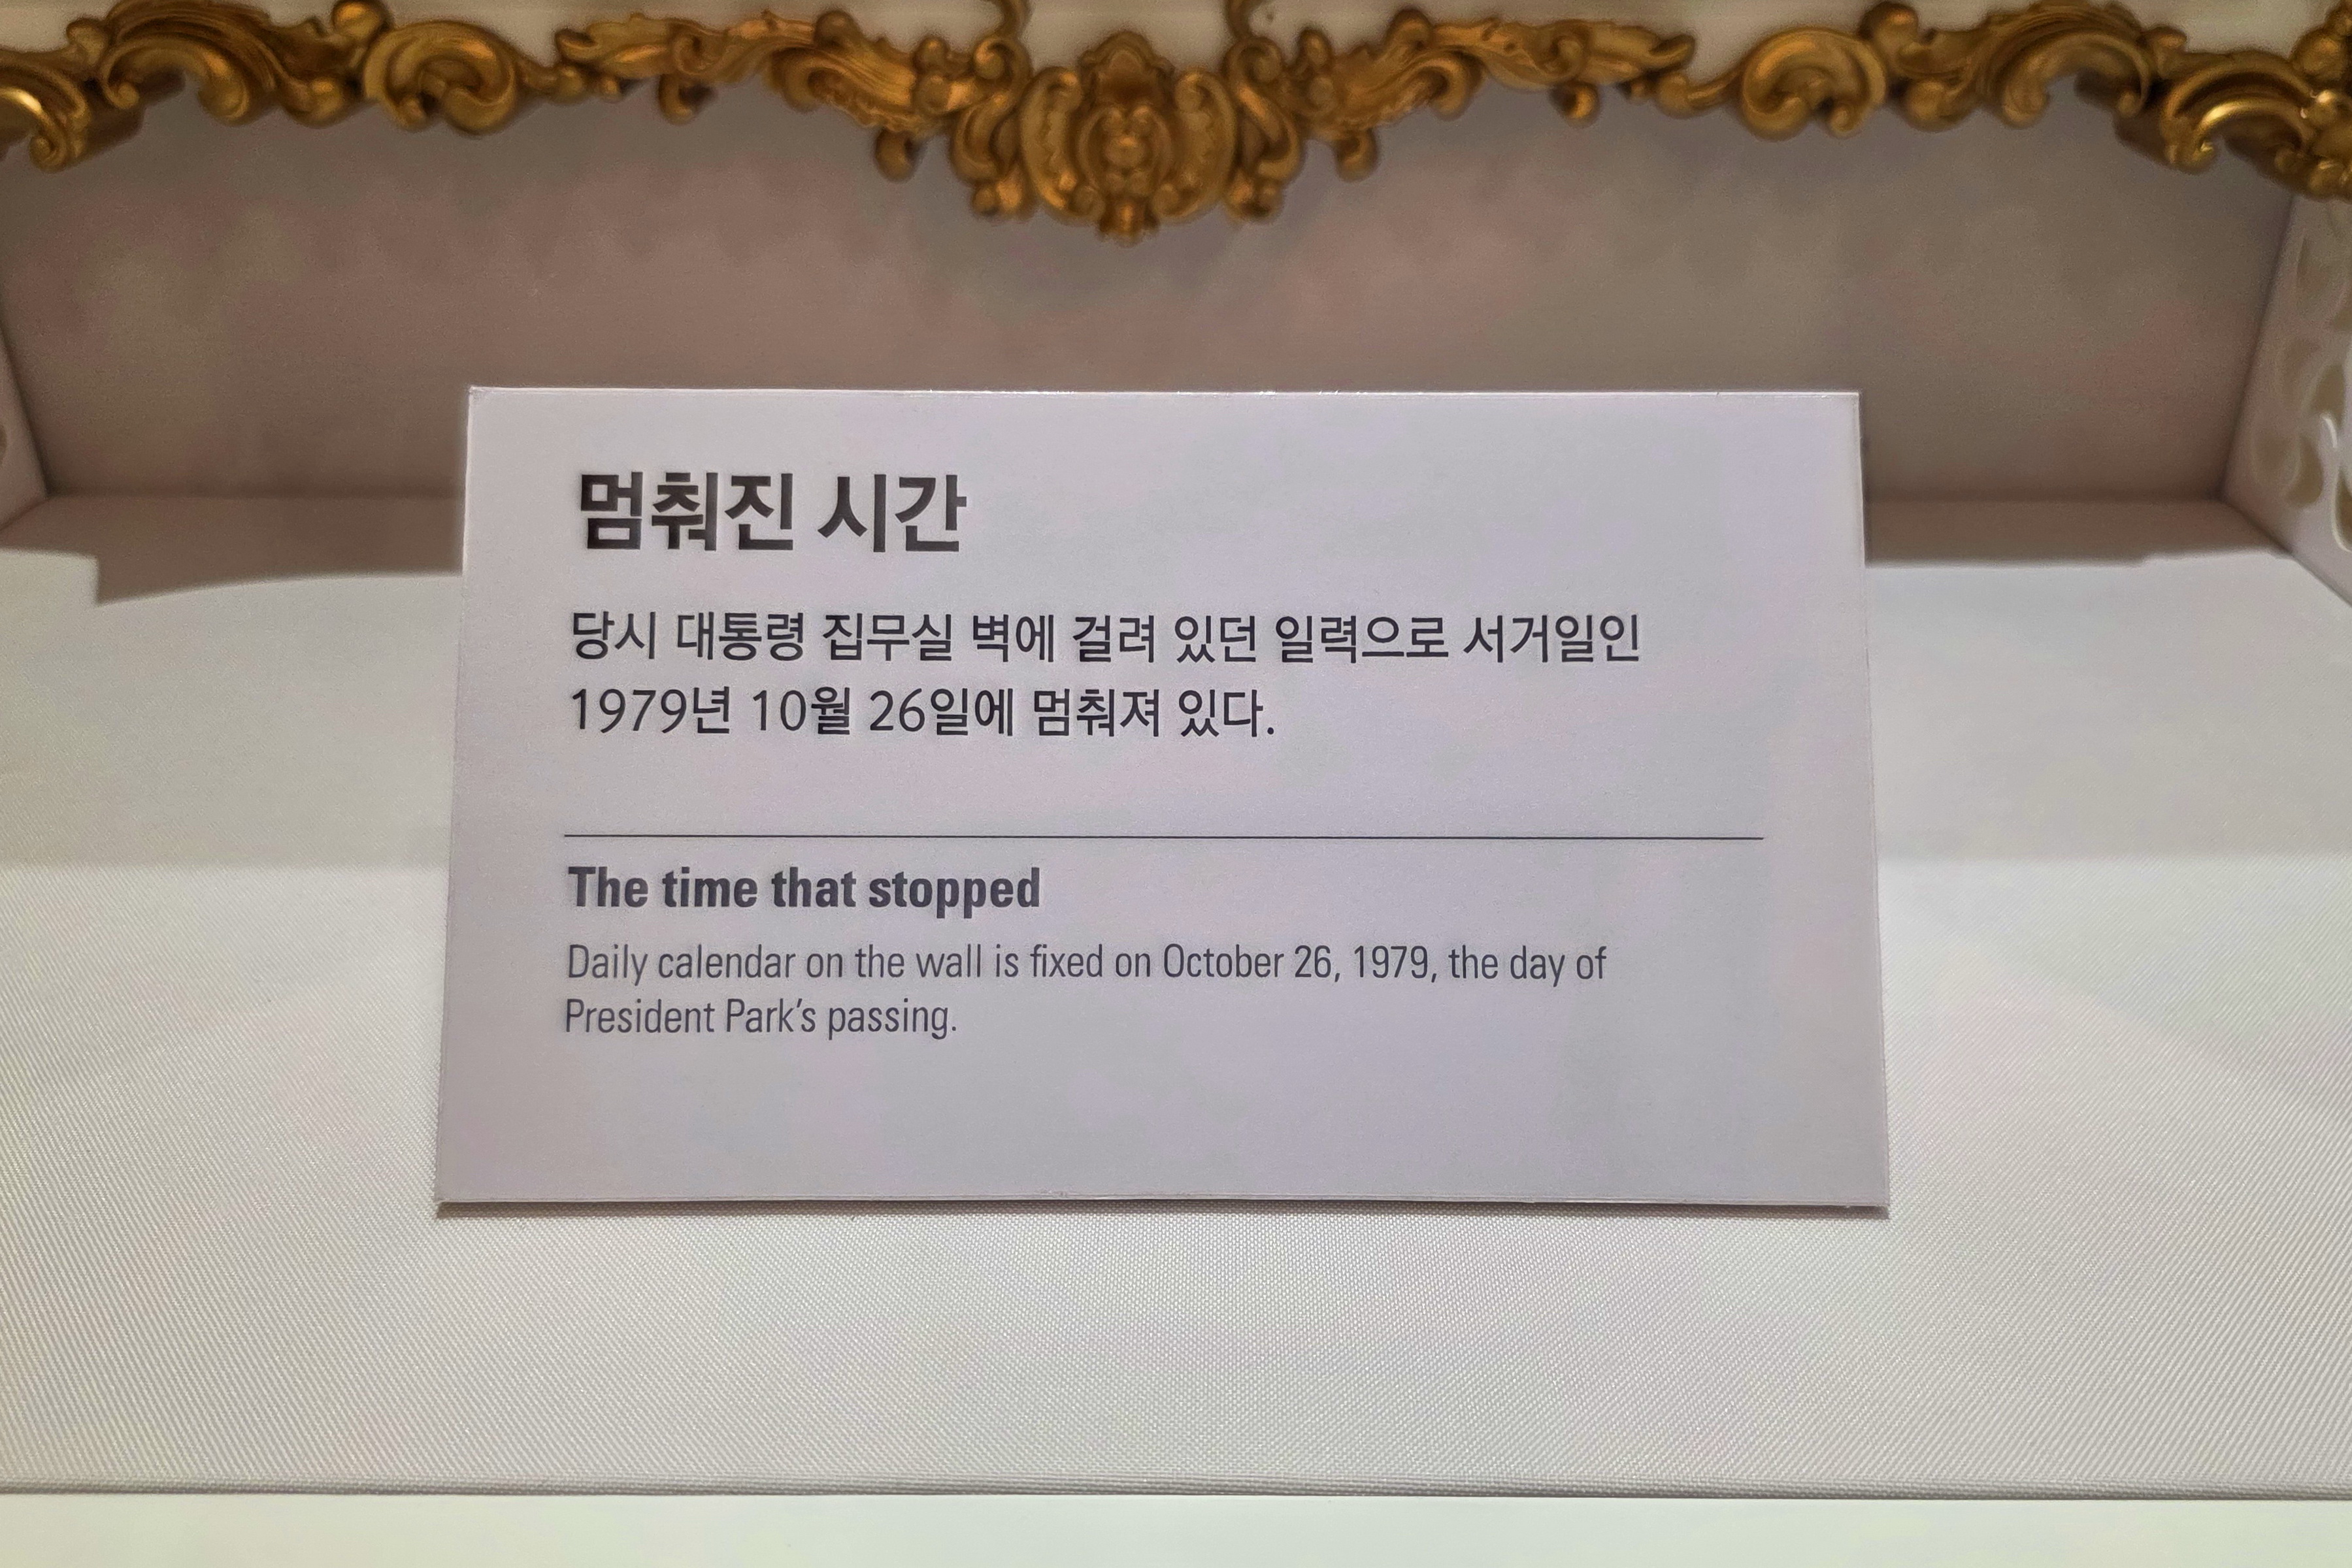 멈춰진 시간
당시 대통령 집무실 벽에 걸려 있던 일력으로 서거일인
1979년 10월 26일에 멈춰져 있다.
The time that stopped
Daily calendar on the wall is fixed on October 26, 1979, the day of
President Park's passing.